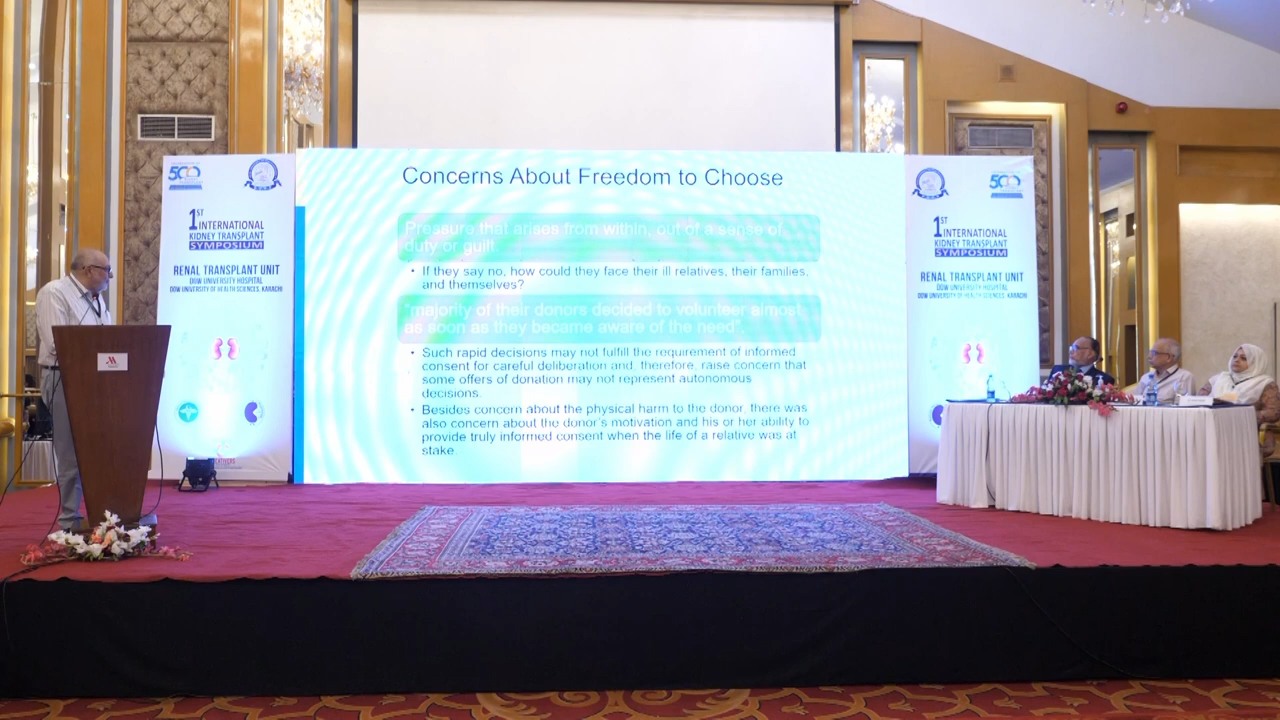 500
1ST
INTERNATIONAL
KIDNEY TRANSPLANT
SYMPOSIUM
RENAL TRANSPLANT UNIT
DOW UNIVERSITY HOSPITAL
DOW UNIVERSITY OF HEALTH SCIENCES, KARACHI
Concerns About Freedom to Choose
Pressure that arises from within, out of a sense of
duty or guilt.
• If they say no, how could they face their ill relatives, their families,
and themselves?
"majority of their donors decided to volunteer almost
as soon as they became aware of the need".
• Such rapid decisions may not fulfill the requirement of informed
consent for careful deliberation and, therefore, raise concern that
some offers of donation may not represent autonomous
decisions.
• Besides concern about the physical harm to the donor, there was
also concern about the donor's motivation and his or her ability to
provide truly informed consent when the life of a relative was at
stake.
500
1ST
INTERNATIONAL
KIDNEY TRANSPLANT
SYMPOSIUM
RENAL TRANSPLANT UNIT
DOW UNIVERSITY HOSPITAL
DOW UNIVERSITY OF HEALTH SCIENCES, KARACHI